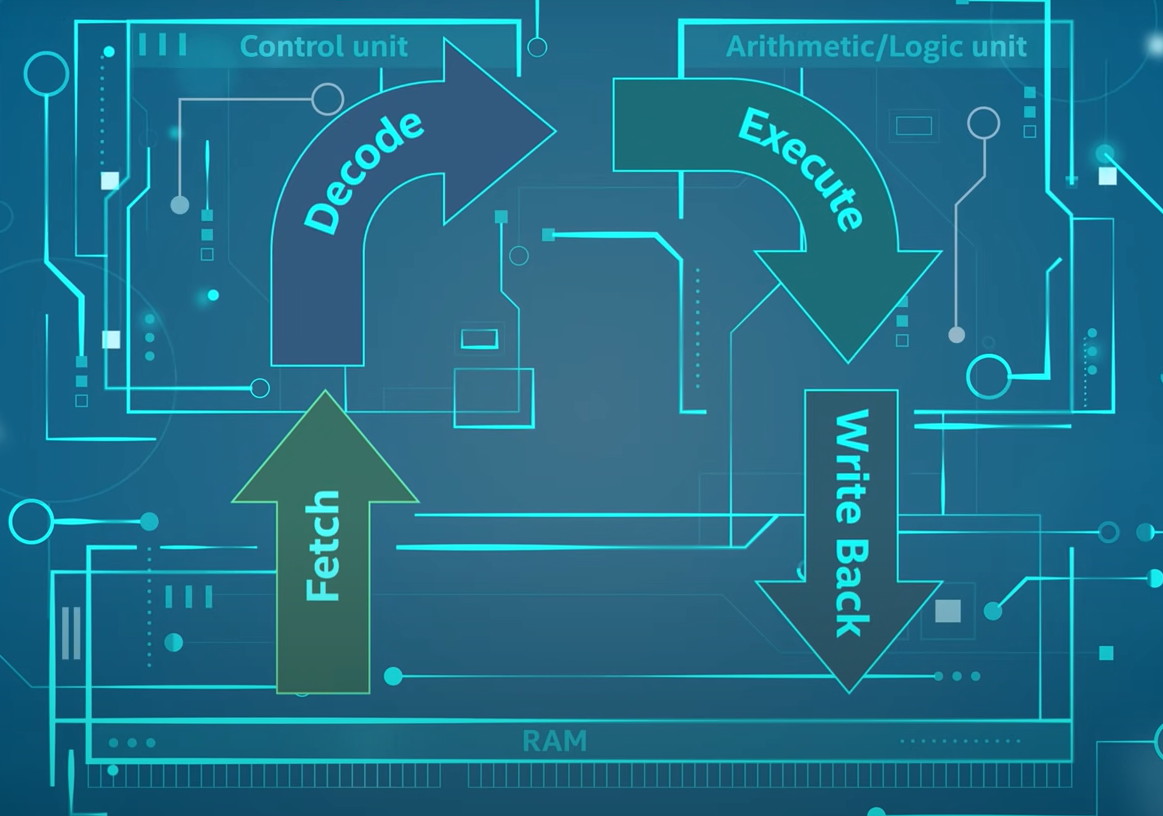 Control unit
Arithmetic/Logic unit
Decode
Execute
Fetch
Write Back
RAM